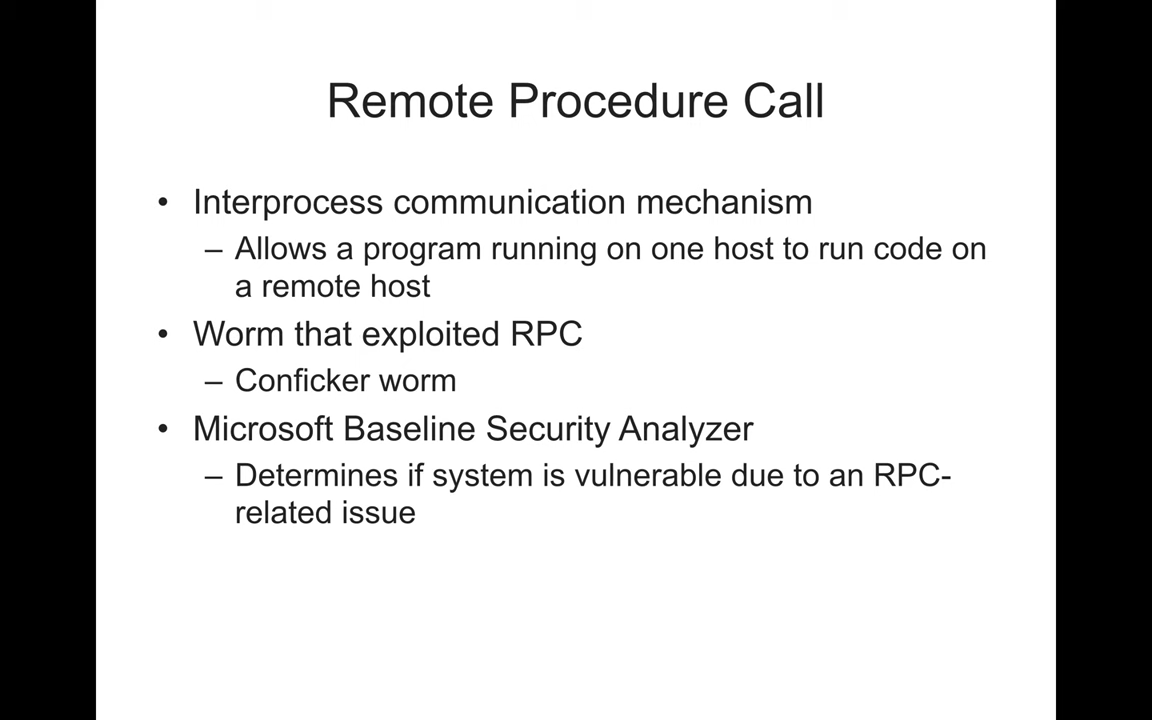 Remote Procedure Call
• Interprocess communication mechanism
– Allows a program running on one host to run code on
a remote host
• Worm that exploited RPC
– Conficker worm
• Microsoft Baseline Security Analyzer
– Determines if system is vulnerable due to an RPC-
related issue